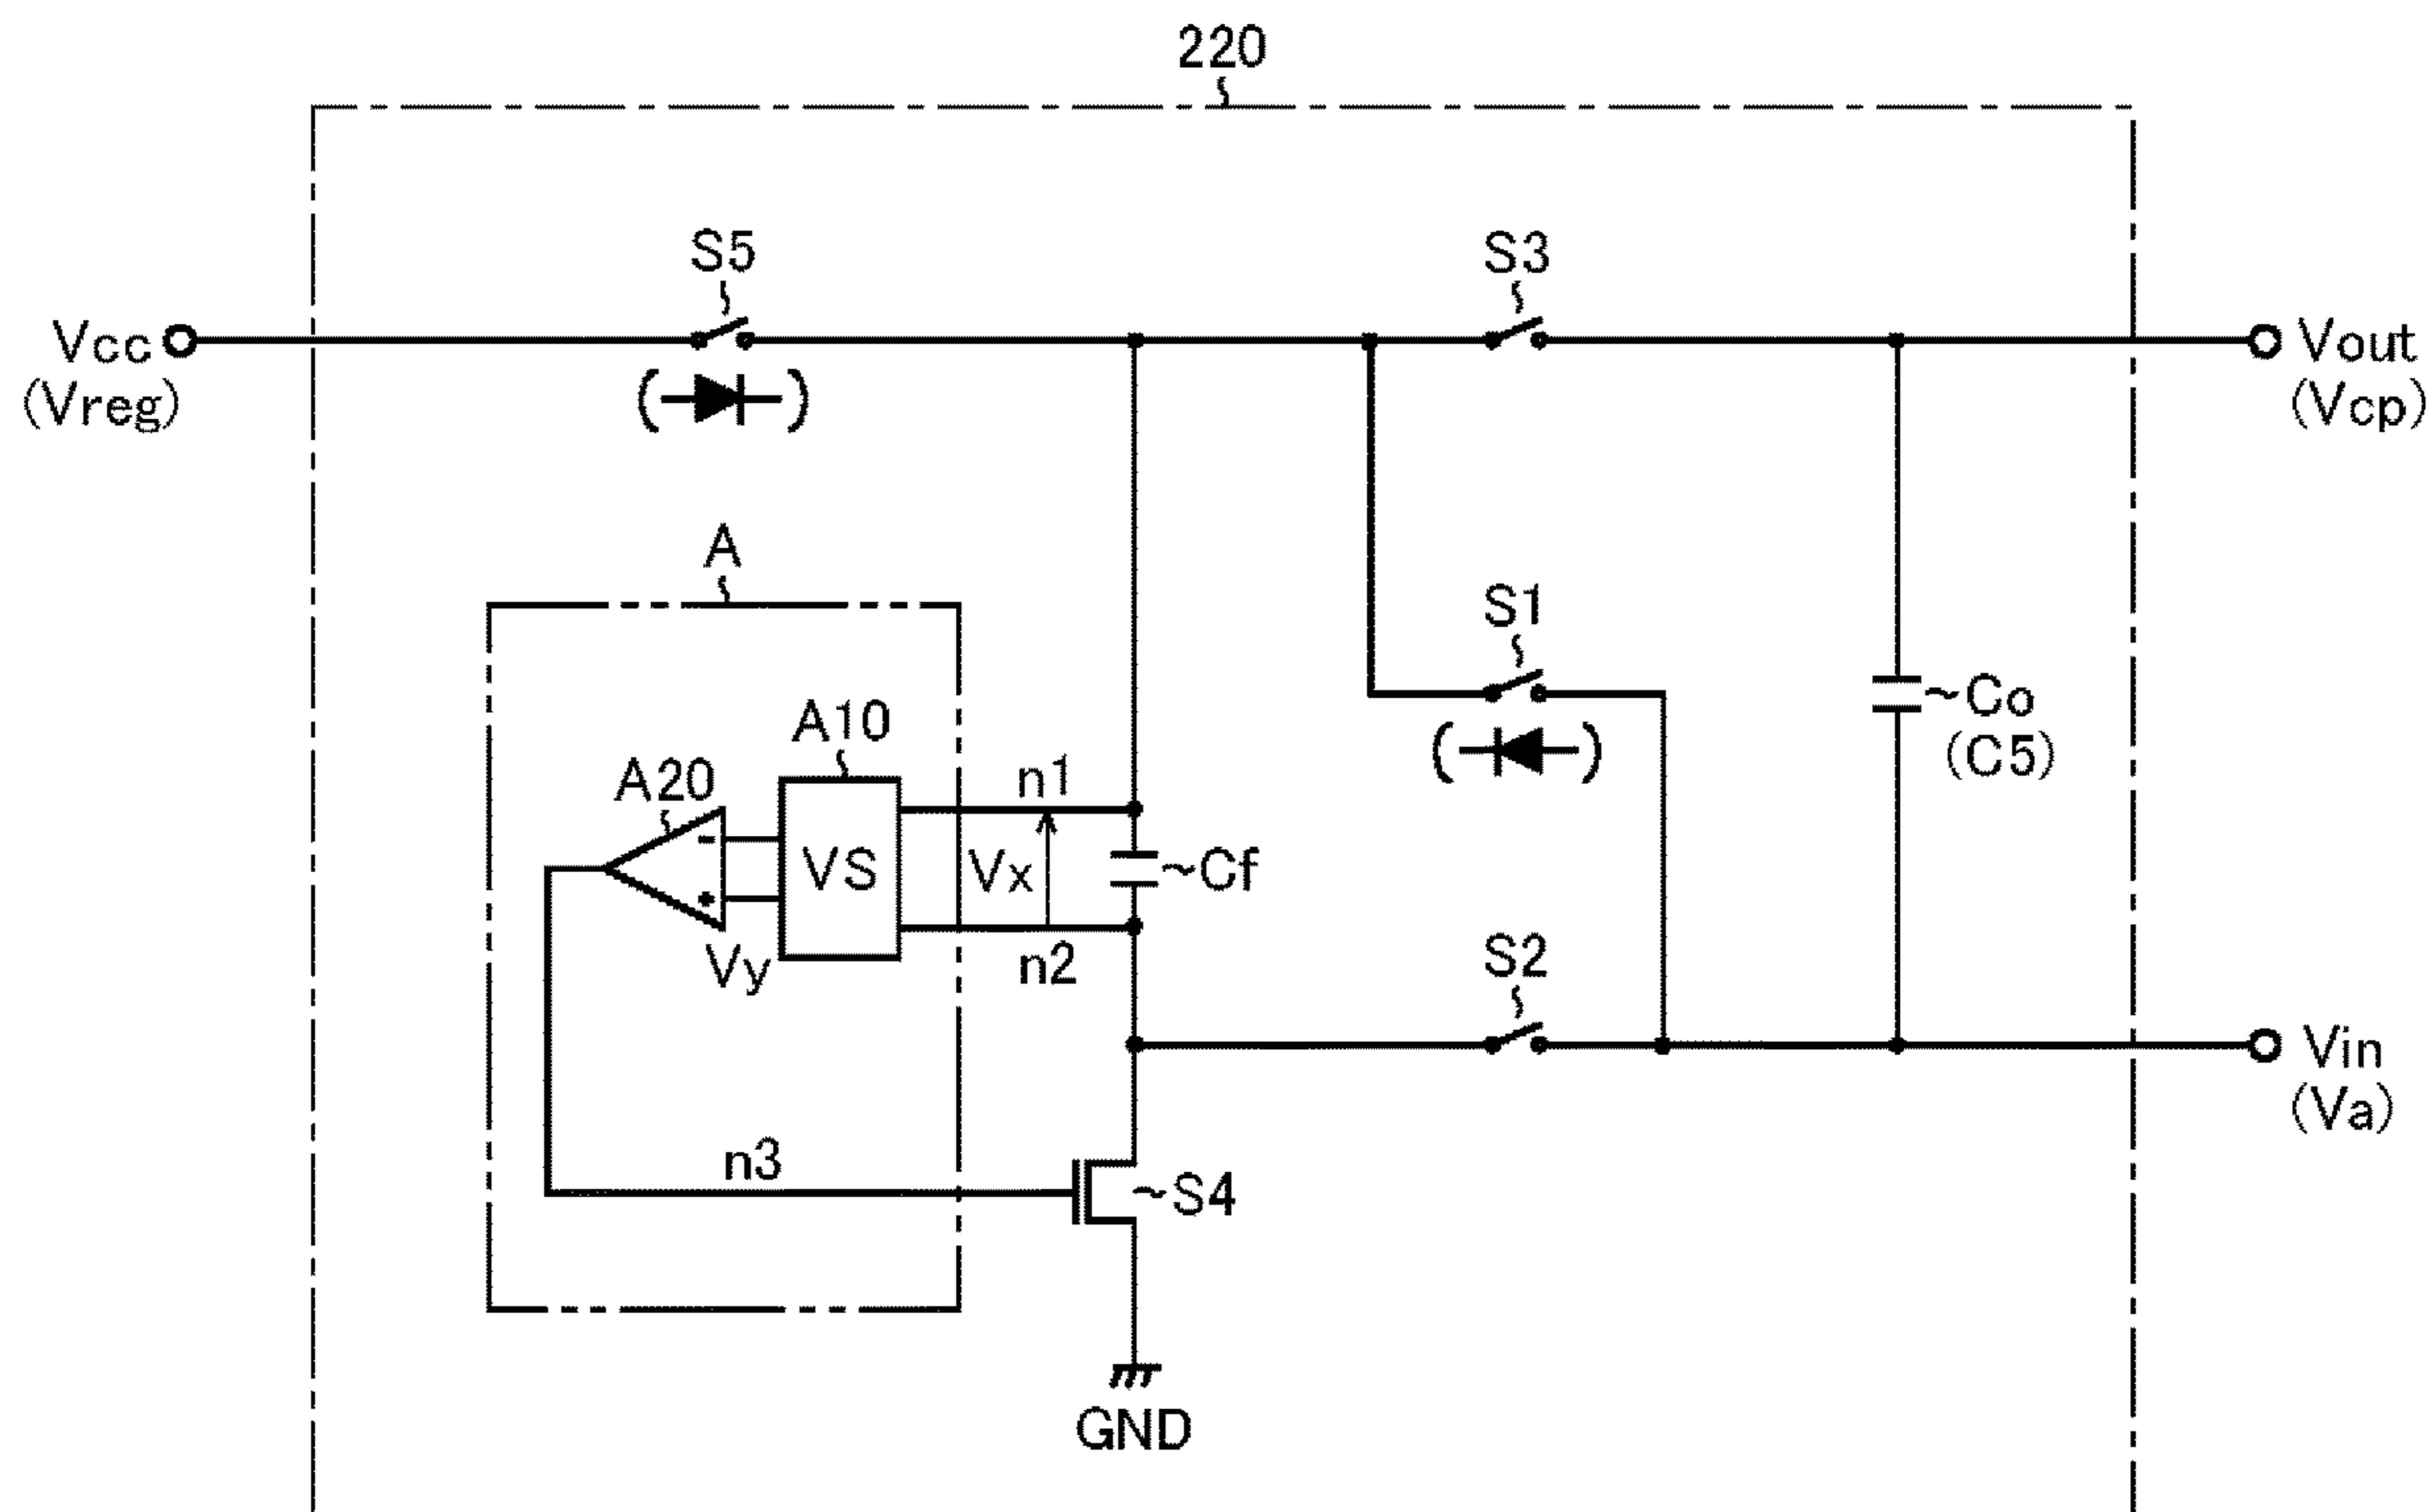 220
S5
S3
Vcc
(Vreg)
Vout
(Vcp)
A
S1
A10
A20
n1
~Co
(C5)
-
VS
Vx
~Cf
+
Vy
n2
S2
Vin
(Va)
n3
~S4
GND